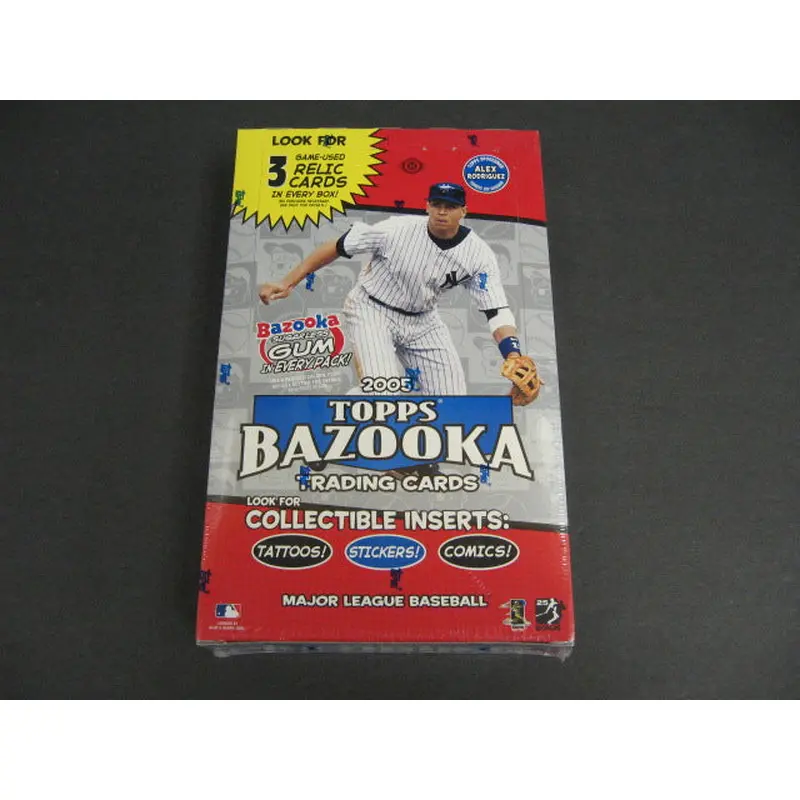 LOOK FOR
3 GAME-USED
RELIC
CARDS
IN EVERY BOX!
ALEX
RODRIGUEZ
Bazooka
SUGARLESS
GUM
IN EVERY PACK!
2005
TOPPS
BAZOOKA
TRADING CARDS
LOOK FOR
COLLECTIBLE INSERTS:
TATTOOS! STICKERS! COMICS!
MAJOR LEAGUE BASEBALL